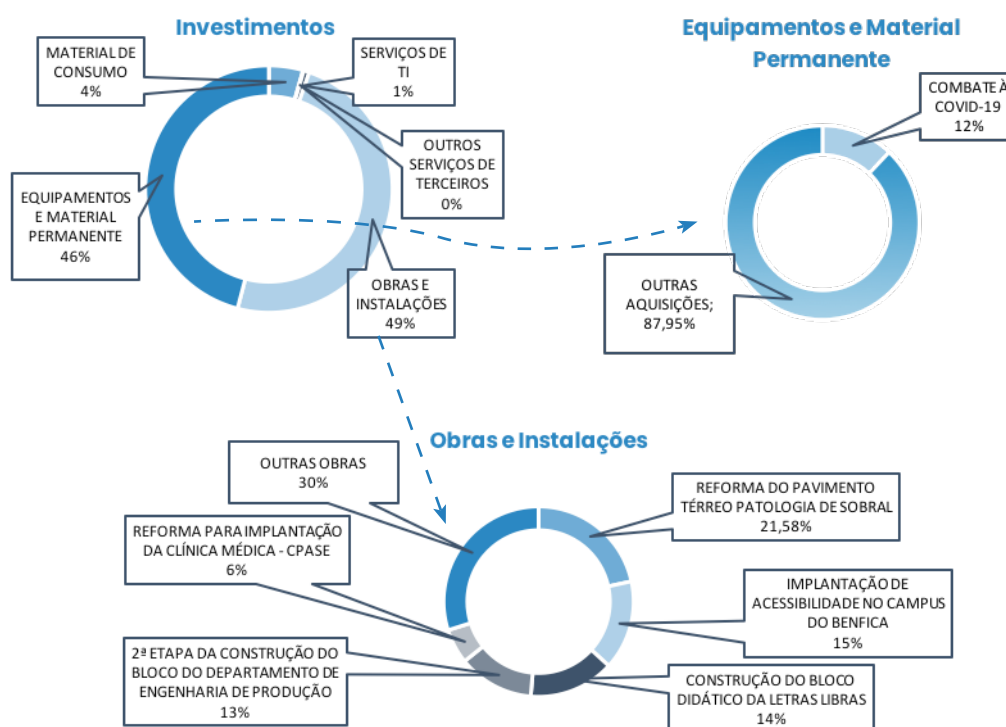 Investimentos
MATERIAL DE
CONSUMO
4%
SERVIÇOS DE
TI
1%
OUTROS
SERVIÇOS DE
TERCEIROS
0%
EQUIPAMENTOS
E MATERIAL
PERMANENTE
46%
OBRAS E
INSTALAÇÕES
49%
Equipamentos e Material
Permanente
COMBATE À
COVID-19
12%
OUTRAS
AQUISIÇÕES;
87,95%
Obras e Instalações
OUTRAS OBRAS
30%
REFORMA DO PAVIMENTO
TÉRREO PATOLOGIA DE SOBRAL
21,58%
REFORMA PARA IMPLANTAÇÃO
DA CLÍNICA MÉDICA - CPASE
6%
IMPLANTAÇÃO DE
ACESSIBILIDADE NO CAMPUS
DO BENFICA
15%
2ª ETAPA DA CONSTRUÇÃO DO
BLOCO DO DEPARTAMENTO DE
ENGENHARIA DE PRODUÇÃO
13%
CONSTRUÇÃO DO BLOCO
DIDÁTICO DA LETRAS LIBRAS
14%